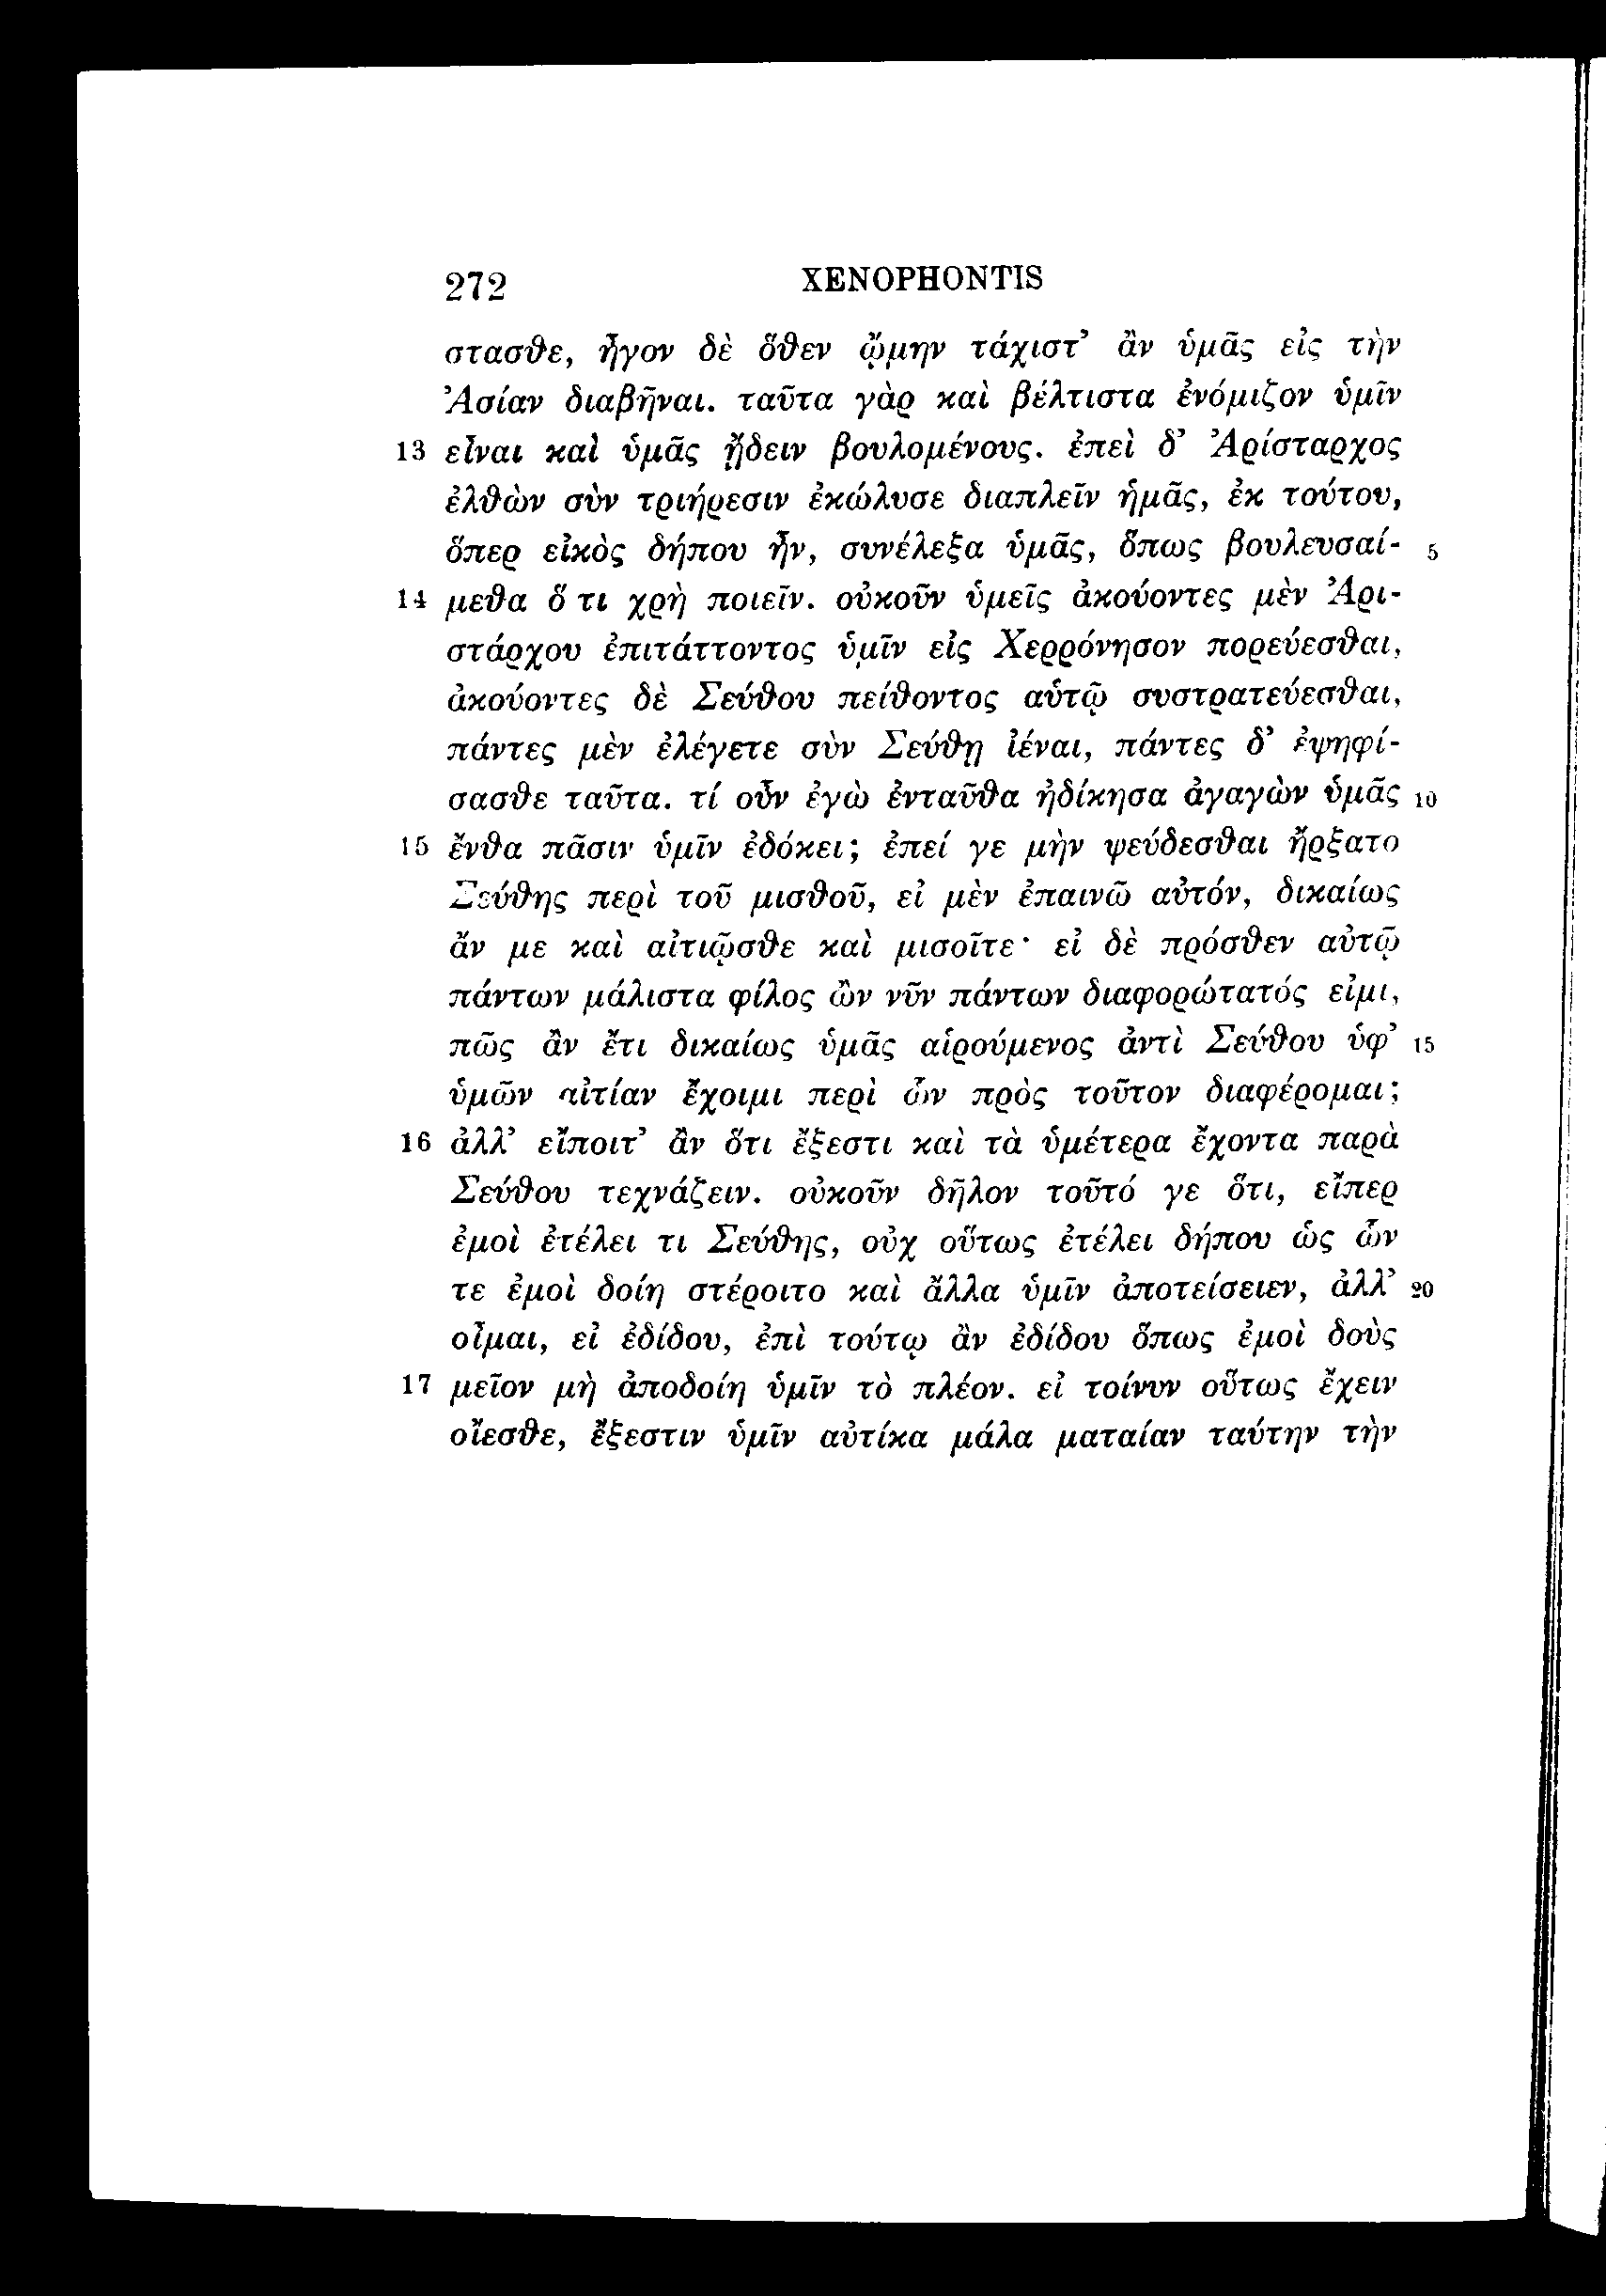 272 XENOPHONTIS
στασθε, ἦγον δὲ ὅθεν ᾤμην τάχιστ’ ἂν ὑμᾶς εἰς τὴν
Ἀσίαν διαβῆναι. ταῦτα γὰρ καὶ βέλτιστα ἐνόμιζον ὑμῖν
13 εἶναι καὶ ὑμᾶς ᾔδειν βουλομένους. ἐπεὶ δ’ Ἀρίσταρχος
ἐλθὼν σὺν τριήρεσιν ἐκώλυσε διαπλεῖν ἡμᾶς, ἐκ τούτου,
ὅπερ εἰκὸς δήπου ἦν, συνέλεξα ὑμᾶς, ὅπως βουλευσαί- 5
14 μεθα ὅ τι χρὴ ποιεῖν. οὐκοῦν ὑμεῖς ἀκούοντες μὲν Ἀρι-
στάρχου ἐπιτάττοντος ὑμῖν εἰς Χερρόνησον πορεύεσθαι,
ἀκούοντες δὲ Σεύθου πείθοντος αὑτῷ συστρατεύεσθαι,
πάντες μὲν ἐλέγετε σὺν Σεύθῃ ἰέναι, πάντες δ’ ἐψηφί-
σασθε ταῦτα. τί οὖν ἐγὼ ἐνταῦθα ἠδίκησα ἀγαγὼν ὑμᾶς 10
15 ἔνθα πᾶσιν ὑμῖν ἐδόκει; ἐπεί γε μὴν ψεύδεσθαι ἤρξατο
Σεύθης περὶ τοῦ μισθοῦ, εἰ μὲν ἐπαινῶ αὐτόν, δικαίως
ἄν με καὶ αἰτιῷσθε καὶ μισοῖτε· εἰ δὲ πρόσθεν αὐτῷ
πάντων μάλιστα φίλος ὢν νῦν πάντων διαφορώτατός εἰμι,
πῶς ἂν ἔτι δικαίως ὑμᾶς αἱρούμενος ἀντὶ Σεύθου ὑφ’ 15
ὑμῶν αἰτίαν ἔχοιμι περὶ ὧν πρὸς τοῦτον διαφέρομαι;
16 ἀλλ’ εἴποιτ’ ἂν ὅτι ἔξεστι καὶ τὰ ὑμέτερα ἔχοντα παρὰ
Σεύθου τεχνάζειν. οὐκοῦν δῆλον τοῦτό γε ὅτι, εἴπερ
ἐμοὶ ἐτέλει τι Σεύθης, οὐχ οὕτως ἐτέλει δήπου ὡς ὧν
τε ἐμοὶ δοίη στέροιτο καὶ ἄλλα ὑμῖν ἀποτείσειεν, ἀλλ’ 20
οἶμαι, εἰ ἐδίδου, ἐπὶ τούτῳ ἂν ἐδίδου ὅπως ἐμοὶ δοὺς
17 μεῖον μὴ ἀποδοίη ὑμῖν τὸ πλέον. εἰ τοίνυν οὕτως ἔχειν
οἴεσθε, ἔξεστιν ὑμῖν αὐτίκα μάλα ματαίαν ταύτην τὴν